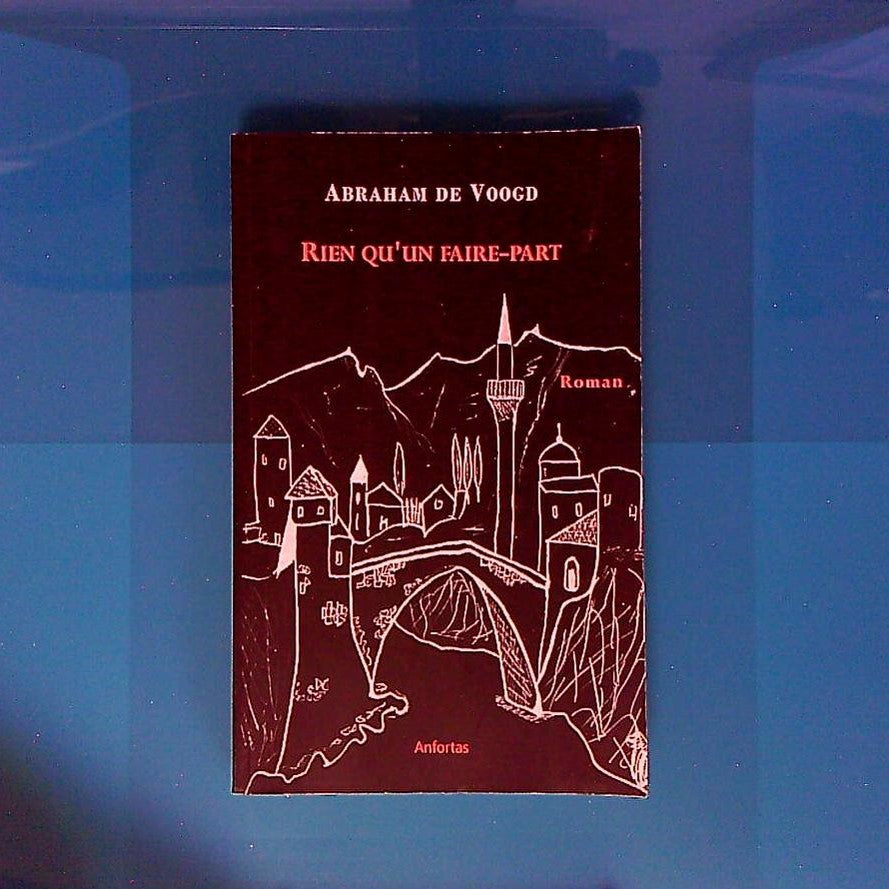 Abraham de Voogd
Rien qu'un faire-part
Roman
Anfortas